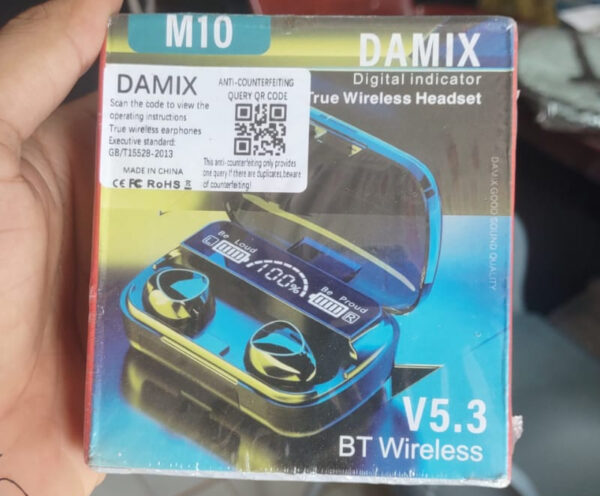 M10
DAMIX
Digital indicator
True Wireless Headset
DAMIX
Scan the code to view the
operating instructions
True wireless earphones
Executive standard:
GB/T15528-2013
MADE IN CHINA
CE FC RoHS
ANTI-COUNTERFEITING
QUERY QR CODE
This anti-counterfeiting only provides
one query.If there are duplicates,beware
of counterfeiting!
DAMIX GOOD SOUND QUALITY
Be Loud
L
100%
Be Proud
R
V5.3
BT Wireless